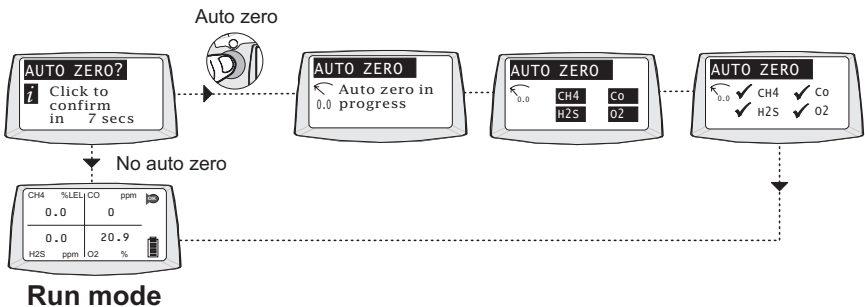 Auto zero
AUTO ZERO?
i Click to
confirm
in 7 secs
AUTO ZERO
Auto zero in
0.0 progress
AUTO ZERO
0.0 CH4 Co
H2S O2
AUTO ZERO
0.0 ✓ CH4 ✓ Co
✓ H2S ✓ O2
No auto zero
CH4 %LEL CO ppm OK
0.0 0
0.0 20.9
H2S ppm O2 %
Run mode